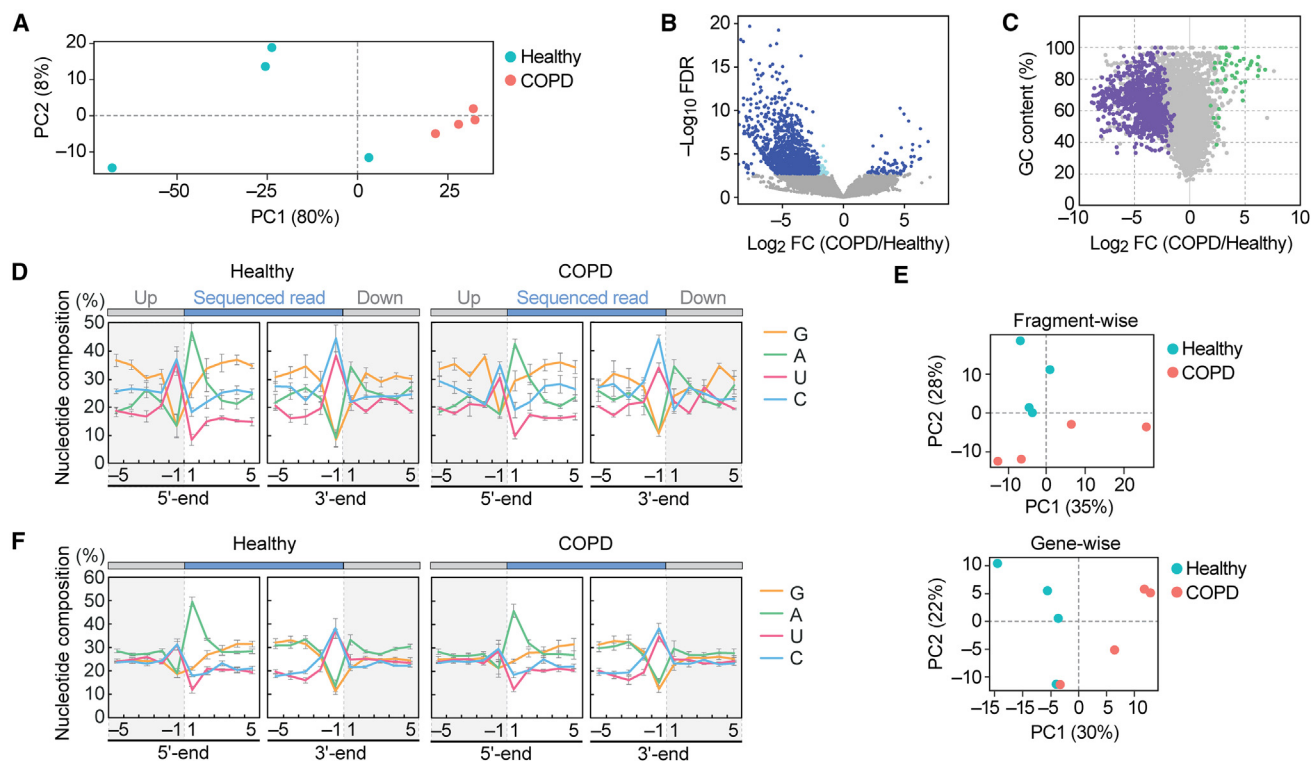 A
20
10
0
−10
PC2 (8%)
−50
−25
0
25
PC1 (80%)
Healthy
COPD
B
20
15
10
5
0
−Log10 FDR
−5
0
5
Log2 FC (COPD/Healthy)
C
100
80
60
40
20
0
GC content (%)
−10
−5
0
5
10
Log2 FC (COPD/Healthy)
D
Healthy
COPD
(%)
Up
Sequenced read
Down
Up
Sequenced read
Down
50
40
30
20
10
0
Nucleotide composition
−5 −1 1 5
−5 −1 1 5
−5 −1 1 5
−5 −1 1 5
5'-end
3'-end
5'-end
3'-end
G
A
U
C
E
Fragment-wise
10
0
−10
PC2 (28%)
−10 0 10 20
PC1 (35%)
Healthy
COPD
Gene-wise
10
5
0
−5
−10
PC2 (22%)
−15 −15 −5 0 5 10
PC1 (30%)
Healthy
COPD
F
Healthy
COPD
(%)
60
50
40
30
20
10
0
Nucleotide composition
−5 −1 1 5
−5 −1 1 5
−5 −1 1 5
−5 −1 1 5
5'-end
3'-end
5'-end
3'-end
G
A
U
C